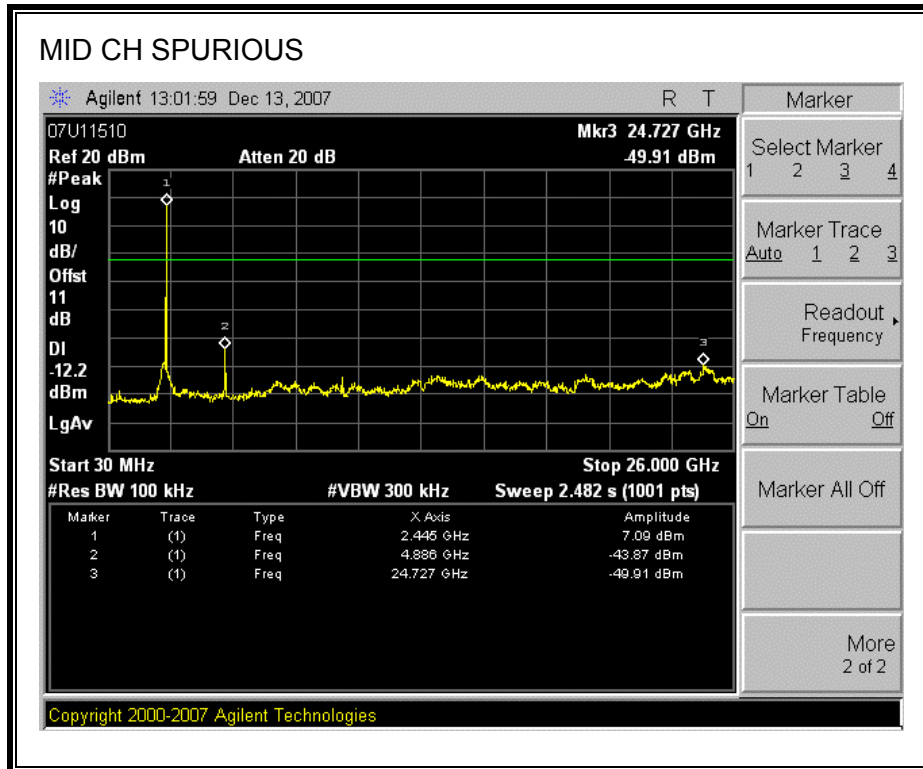 MID CH SPURIOUS
Agilent 13:01:59 Dec 13, 2007 R T
Marker
07U11510 Mkr3 24.727 GHz
Ref 20 dBm Atten 20 dB -49.91 dBm
#Peak
Log
10
dB/
Offst
11
dB
DI
-12.2
dBm
LgAv
1
2
3
Start 30 MHz Stop 26.000 GHz
#Res BW 100 kHz #VBW 300 kHz Sweep 2.482 s (1001 pts)
Marker Trace Type X Axis Amplitude
1 (1) Freq 2.445 GHz 7.09 dBm
2 (1) Freq 4.886 GHz -43.87 dBm
3 (1) Freq 24.727 GHz -49.91 dBm
Select Marker
1 2 3 4
Marker Trace
Auto 1 2 3
Readout
Frequency
Marker Table
On Off
Marker All Off
More
2 of 2
Copyright 2000-2007 Agilent Technologies